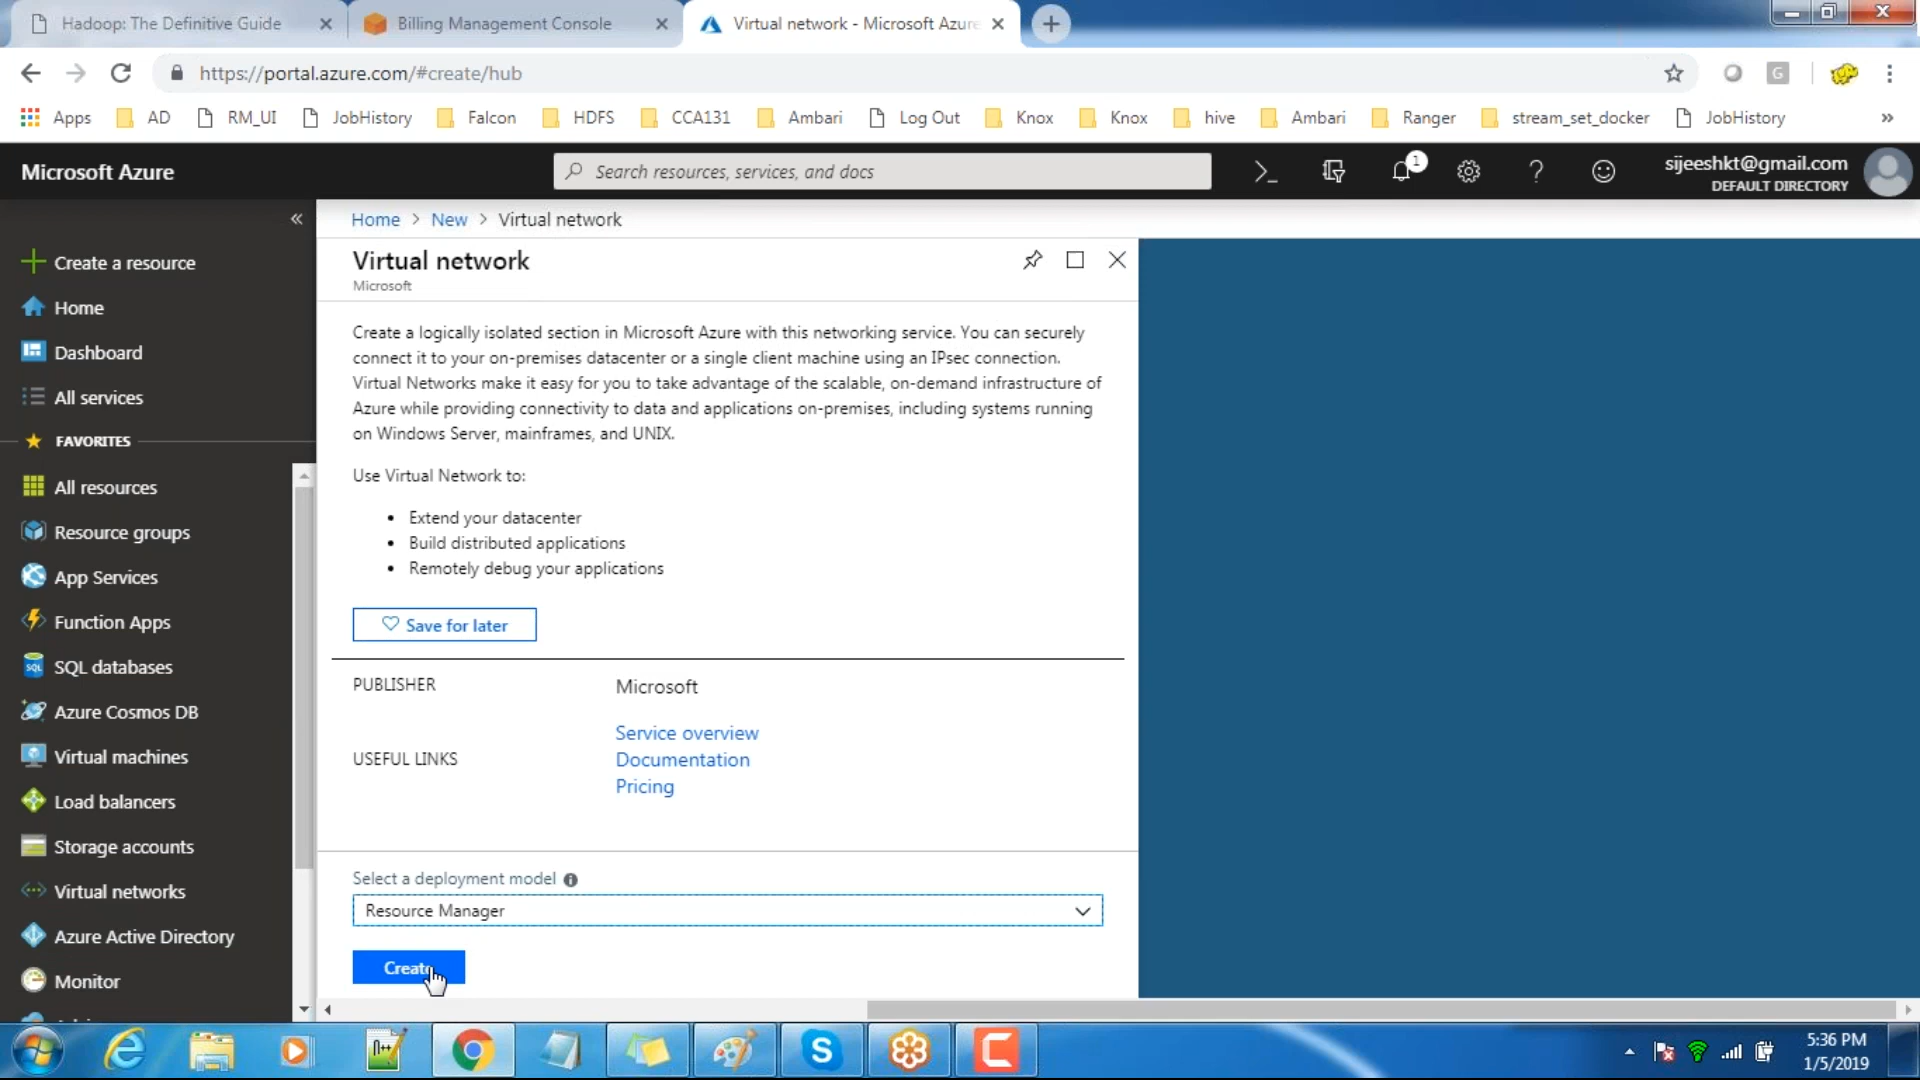 Hadoop: The Definitive Guide
Billing Management Console
Virtual network - Microsoft Azure
https://portal.azure.com/#create/hub
G
Apps
AD
RM_UI
JobHistory
Falcon
HDFS
CCA131
Ambari
Log Out
Knox
Knox
hive
Ambari
Ranger
stream_set_docker
JobHistory
»
Microsoft Azure
Search resources, services, and docs
1
sijeeshkt@gmail.com
DEFAULT DIRECTORY
Home > New > Virtual network
Create a resource
Home
Dashboard
All services
FAVORITES
All resources
Resource groups
App Services
Function Apps
SQL databases
Azure Cosmos DB
Virtual machines
Load balancers
Storage accounts
Virtual networks
Azure Active Directory
Monitor
Virtual network
Microsoft
Create a logically isolated section in Microsoft Azure with this networking service. You can securely
connect it to your on-premises datacenter or a single client machine using an IPsec connection.
Virtual Networks make it easy for you to take advantage of the scalable, on-demand infrastructure of
Azure while providing connectivity to data and applications on-premises, including systems running
on Windows Server, mainframes, and UNIX.
Use Virtual Network to:
• Extend your datacenter
• Build distributed applications
• Remotely debug your applications
Save for later
PUBLISHER
Microsoft
USEFUL LINKS
Service overview
Documentation
Pricing
Select a deployment model
Resource Manager
Create
5:36 PM
1/5/2019